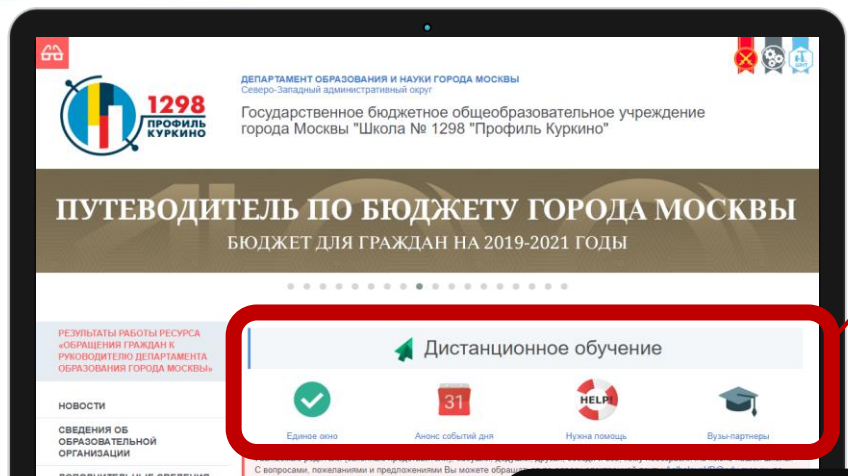 ДЕПАРТАМЕНТ ОБРАЗОВАНИЯ И НАУКИ ГОРОДА МОСКВЫ
Северо-Западный административный округ
1298
ПРОФИЛЬ
КУРКИНО
Государственное бюджетное общеобразовательное учреждение
города Москвы "Школа № 1298 "Профиль Куркино"
ПУТЕВОДИТЕЛЬ ПО БЮДЖЕТУ ГОРОДА МОСКВЫ
БЮДЖЕТ ДЛЯ ГРАЖДАН НА 2019-2021 ГОДЫ
РЕЗУЛЬТАТЫ РАБОТЫ РЕСУРСА
«ОБРАЩЕНИЯ ГРАЖДАН К
РУКОВОДИТЕЛЮ ДЕПАРТАМЕНТА
ОБРАЗОВАНИЯ ГОРОДА МОСКВЫ»
НОВОСТИ
СВЕДЕНИЯ ОБ
ОБРАЗОВАТЕЛЬНОЙ
ОРГАНИЗАЦИИ
ДОПОЛНИТЕЛЬНЫЕ СВЕДЕНИЯ
Дистанционное обучение
31
HELP!
Единое окно
Анонс событий дня
Нужна помощь
Вузы-партнеры
С вопросами, пожеланиями и предложениями Вы можете